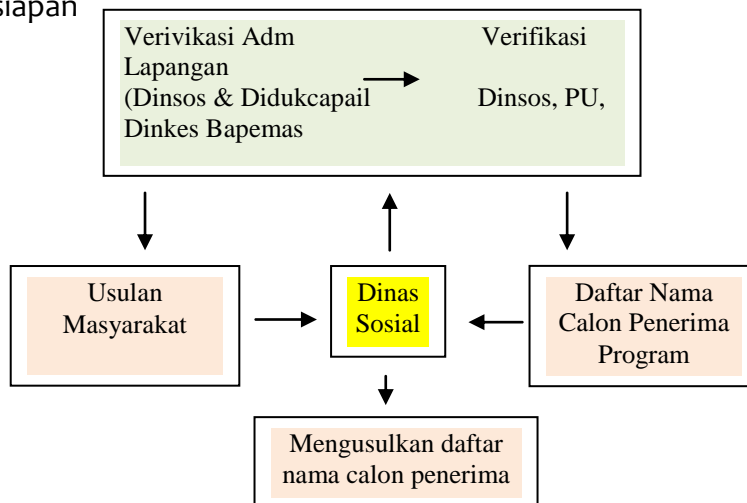 siapan
Verivikasi Adm Verifikasi
Lapangan
(Dinsos & Didukcapail Dinsos, PU,
Dinkes Bapemas
Usulan
Masyarakat
Dinas
Sosial
Daftar Nama
Calon Penerima
Program
Mengusulkan daftar
nama calon penerima